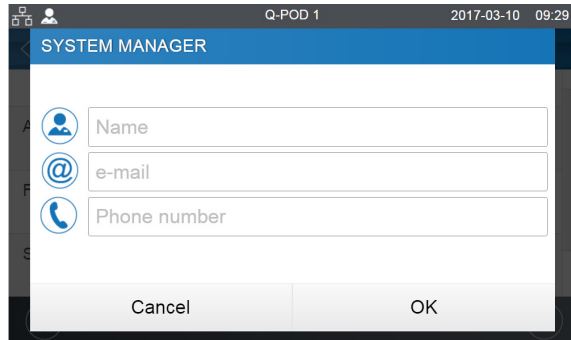 Q-POD 1 2017-03-10 09:29
SYSTEM MANAGER
A
Name
@
e-mail
F
Phone number
S
Cancel OK